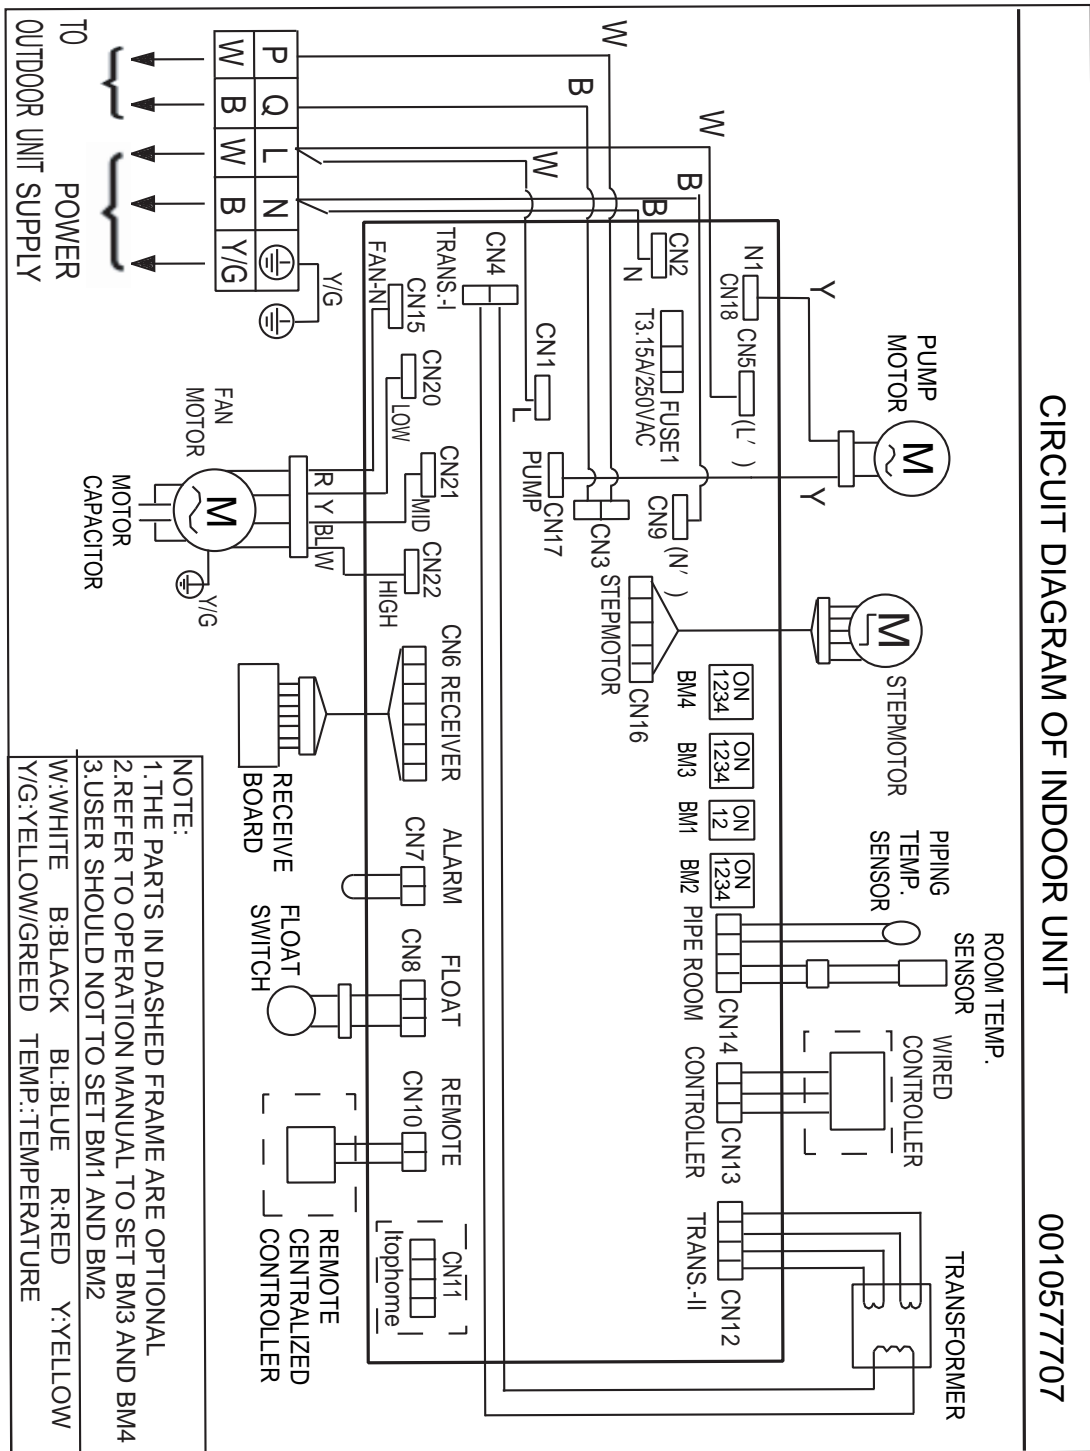 CIRCUIT DIAGRAM OF INDOOR UNIT
0010577707
PUMP
MOTOR
M
STEPMOTOR
M
PIPING
TEMP.
SENSOR
ROOM TEMP.
SENSOR
WIRED
CONTROLLER
TRANSFORMER
Y
Y
W
B
W
B
W
B
N1
CN18
CN5
(L′ )
CN2
N
FUSE1
T3.15A/250VAC
CN9
(N′ )
CN1
L
CN17
PUMP
CN3
CN16
STEPMOTOR
ON
1234
BM4
ON
1234
BM3
ON
12
BM1
ON
1234
BM2
PIPE ROOM
CN14
CONTROLLER
CN13
TRANS.-II
CN12
CN4
TRANS.-I
CN15
FAN-N
CN20
LOW
CN21
MID
CN22
HIGH
CN6 RECEIVER
ALARM
CN7
FLOAT
CN8
REMOTE
CN10
CN11
Itophome
P
Q
L
N
W
B
W
B
Y/G
Y/G
TO
OUTDOOR UNIT
POWER
SUPPLY
FAN
MOTOR
M
R
Y
BL
W
Y/G
MOTOR
CAPACITOR
RECEIVE
BOARD
FLOAT
SWITCH
REMOTE
CENTRALIZED
CONTROLLER
NOTE:
1.THE PARTS IN DASHED FRAME ARE OPTIONAL
2.REFER TO OPERATION MANUAL TO SET BM3 AND BM4
3.USER SHOULD NOT TO SET BM1 AND BM2
W:WHITE B:BLACK BL:BLUE R:RED Y:YELLOW
Y/G:YELLOW/GREED TEMP.:TEMPERATURE